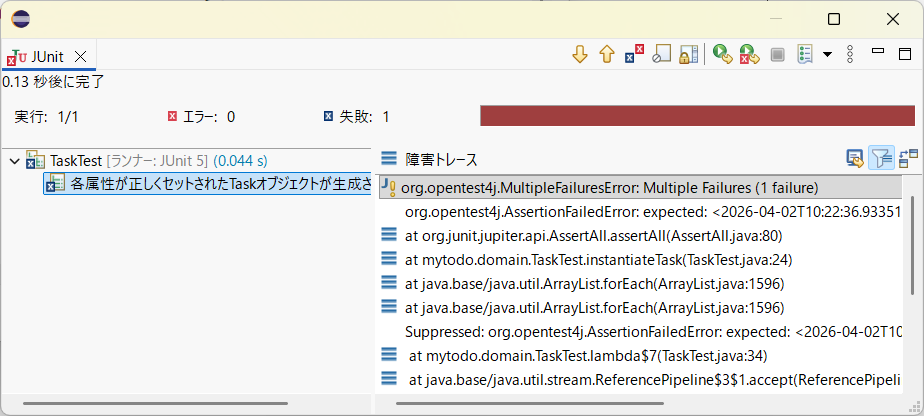 JUnit
0.13 秒後に完了
実行: 1/1 エラー: 0 失敗: 1
TaskTest [ランナー: JUnit 5] (0.044 s)
各属性が正しくセットされたTaskオブジェクトが生成さ
障害トレース
org.opentest4j.MultipleFailuresError: Multiple Failures (1 failure)
org.opentest4j.AssertionFailedError: expected: <2026-04-02T10:22:36.93351
at org.junit.jupiter.api.AssertAll.assertAll(AssertAll.java:80)
at mytodo.domain.TaskTest.instantiateTask(TaskTest.java:24)
at java.base/java.util.ArrayList.forEach(ArrayList.java:1596)
at java.base/java.util.ArrayList.forEach(ArrayList.java:1596)
Suppressed: org.opentest4j.AssertionFailedError: expected: <2026-04-02T10
at mytodo.domain.TaskTest.lambda$7(TaskTest.java:34)
at java.base/java.util.stream.ReferencePipeline$3$1.accept(ReferencePipeli